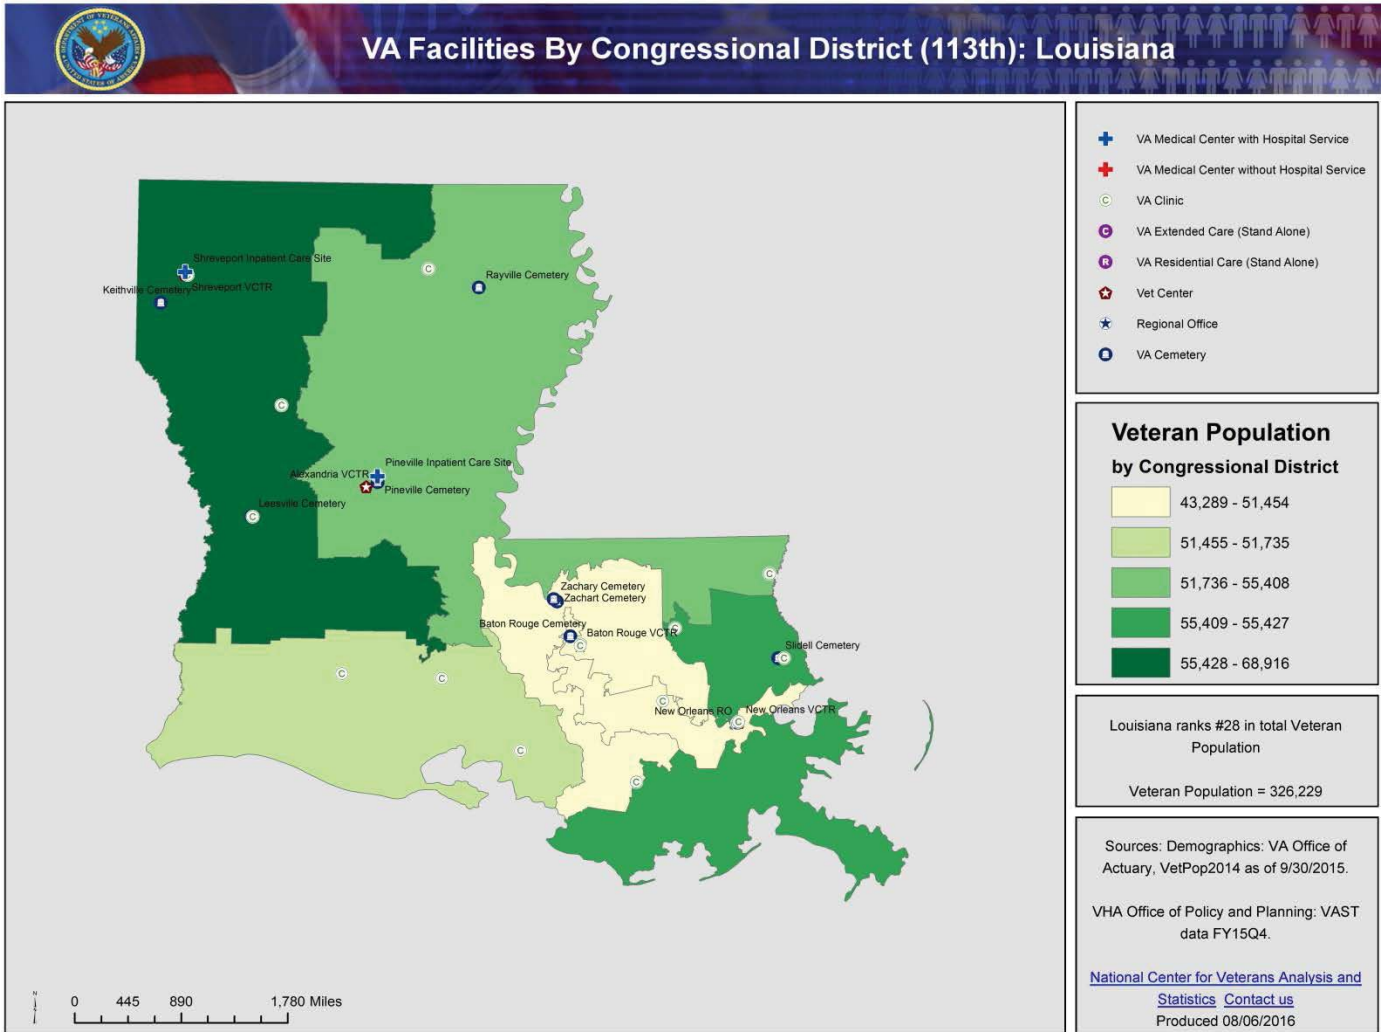 VA Facilities By Congressional District (113th): Louisiana
Shreveport Inpatient Care Site
Keithville Cemetery
Shreveport VCTR
Rayville Cemetery
Pineville Inpatient Care Site
Alexandria VCTR
Pineville Cemetery
Leesville Cemetery
Zachary Cemetery
Zachart Cemetery
Baton Rouge Cemetery
Baton Rouge VCTR
Slidell Cemetery
New Orleans RO
New Orleans VCTR
N
0 445 890 1,780 Miles
VA Medical Center with Hospital Service
VA Medical Center without Hospital Service
C VA Clinic
C VA Extended Care (Stand Alone)
R VA Residential Care (Stand Alone)
Vet Center
Regional Office
VA Cemetery
Veteran Population
by Congressional District
43,289 - 51,454
51,455 - 51,735
51,736 - 55,408
55,409 - 55,427
55,428 - 68,916
Louisiana ranks #28 in total Veteran
Population
Veteran Population = 326,229
Sources: Demographics: VA Office of
Actuary, VetPop2014 as of 9/30/2015.
VHA Office of Policy and Planning: VAST
data FY15Q4.
National Center for Veterans Analysis and
Statistics Contact us
Produced 08/06/2016